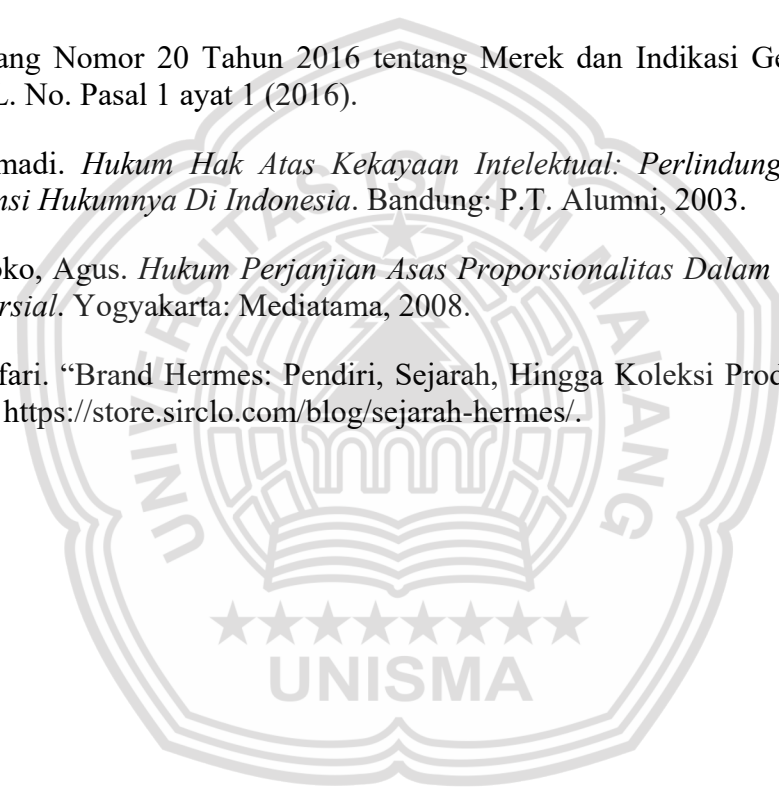 ang Nomor 20 Tahun 2016 tentang Merek dan Indikasi Ge
L. No. Pasal 1 ayat 1 (2016).
madi. Hukum Hak Atas Kekayaan Intelektual: Perlindung
nsi Hukumnya Di Indonesia. Bandung: P.T. Alumni, 2003.
oko, Agus. Hukum Perjanjian Asas Proporsionalitas Dalam
rsial. Yogyakarta: Mediatama, 2008.
fari. “Brand Hermes: Pendiri, Sejarah, Hingga Koleksi Prod
https://store.sirclo.com/blog/sejarah-hermes/.
UNIVERSITAS ISLAM MALANG
UNISMA